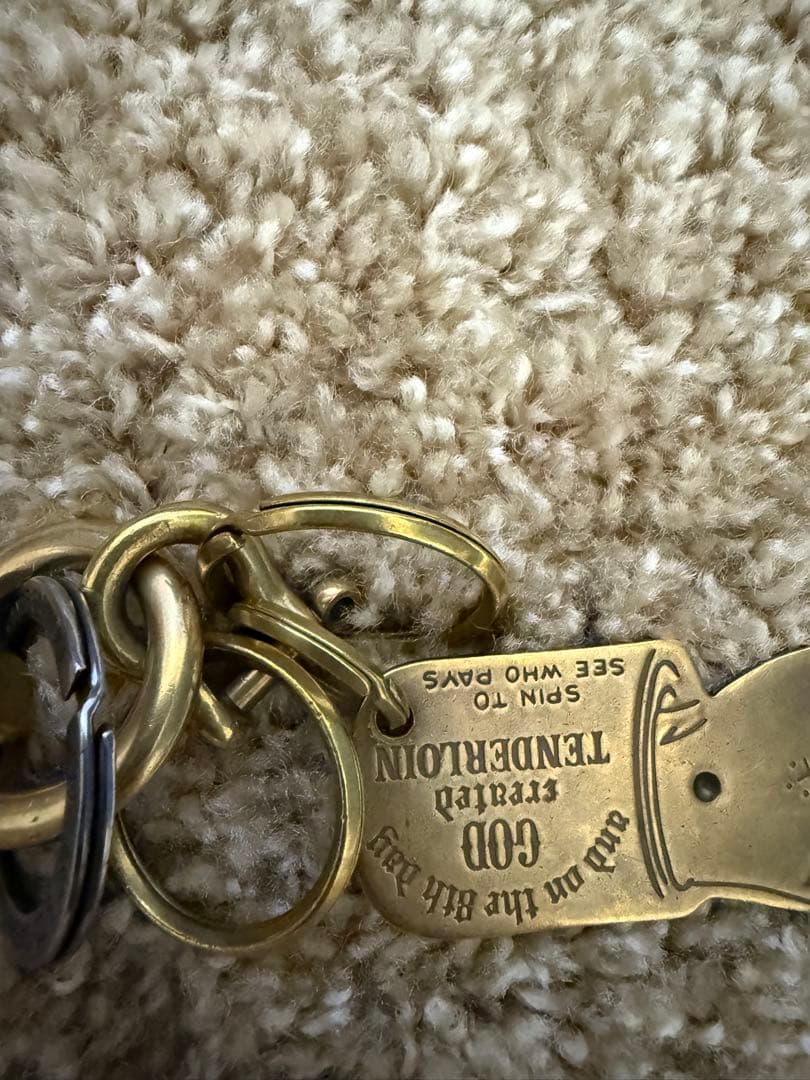 and on the 8th day
GOD
created
TENDERLOIN
SPIN TO
SEE WHO PAYS